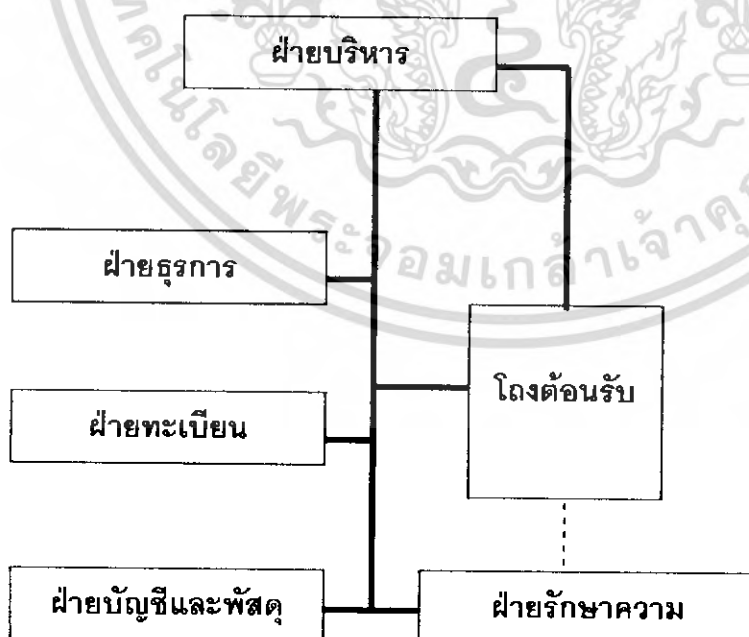 ฝ่ายบริหาร
ฝ่ายธุรการ
โถงต้อนรับ
ฝ่ายทะเบียน
ฝ่ายบัญชีและพัสดุ
ฝ่ายรักษาความ